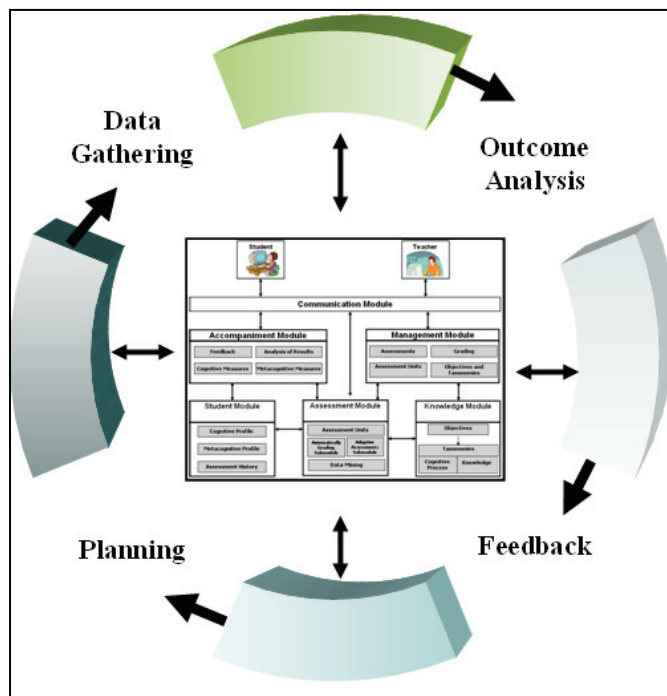 Data
Gathering
Outcome
Analysis
Student
Teacher
Communication Module
Accompaniment Module
Management Module
Feedback
Analysis of Results
Assessments
Grading
Cognitive Measures
Metacognitive Measures
Assessment Units
Objectives and
Taxonomies
Student Module
Assessment Module
Knowledge Module
Cognitive Profile
Metacognitive Profile
Assessment History
Assessment Units
Automatically
Grading
Submodule
Adaptive
Assessments
Submodule
Data Mining
Objectives
Taxonomies
Cognitive
Process
Knowledge
Planning
Feedback